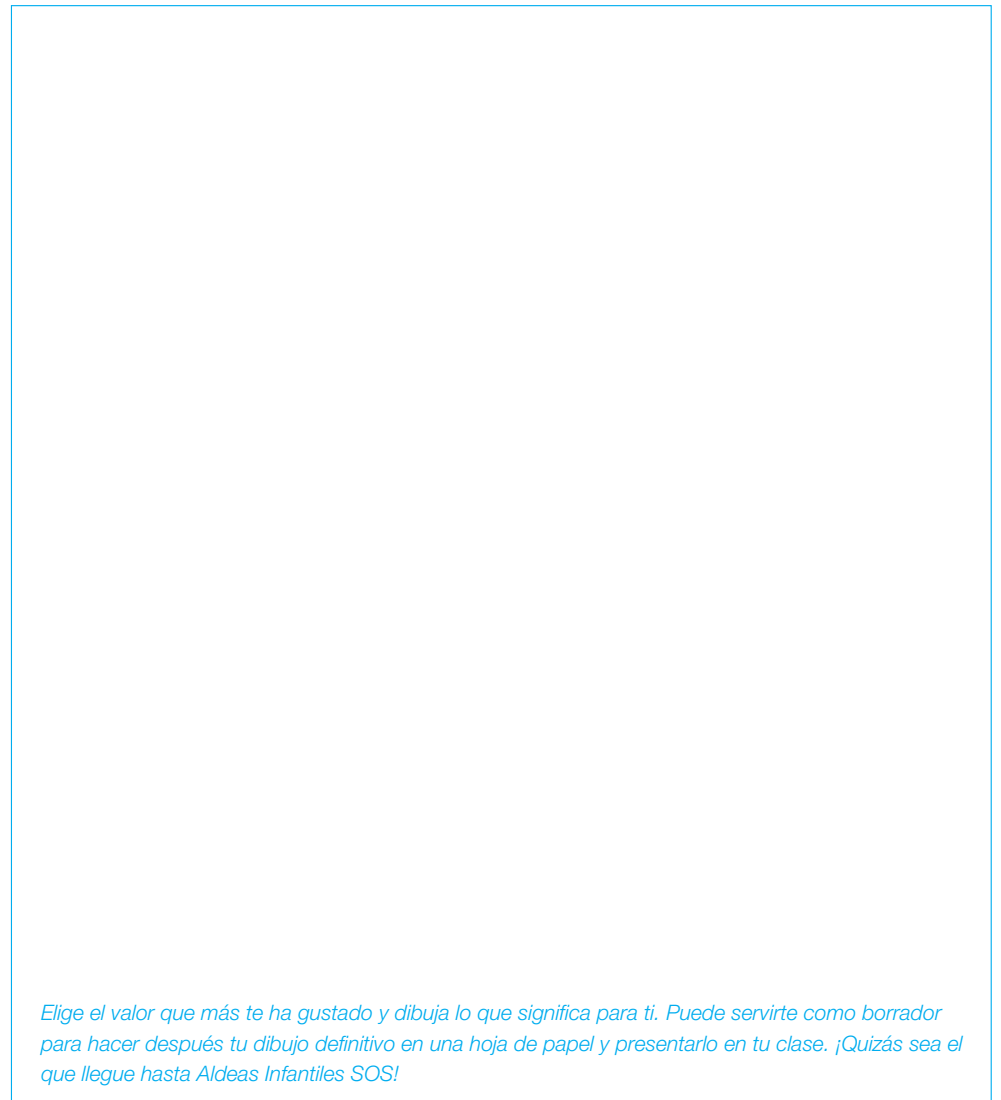 Elige el valor que más te ha gustado y dibuja lo que significa para ti. Puede servirte como borrador
para hacer después tu dibujo definitivo en una hoja de papel y presentarlo en tu clase. ¡Quizás sea el
que llegue hasta Aldeas Infantiles SOS!